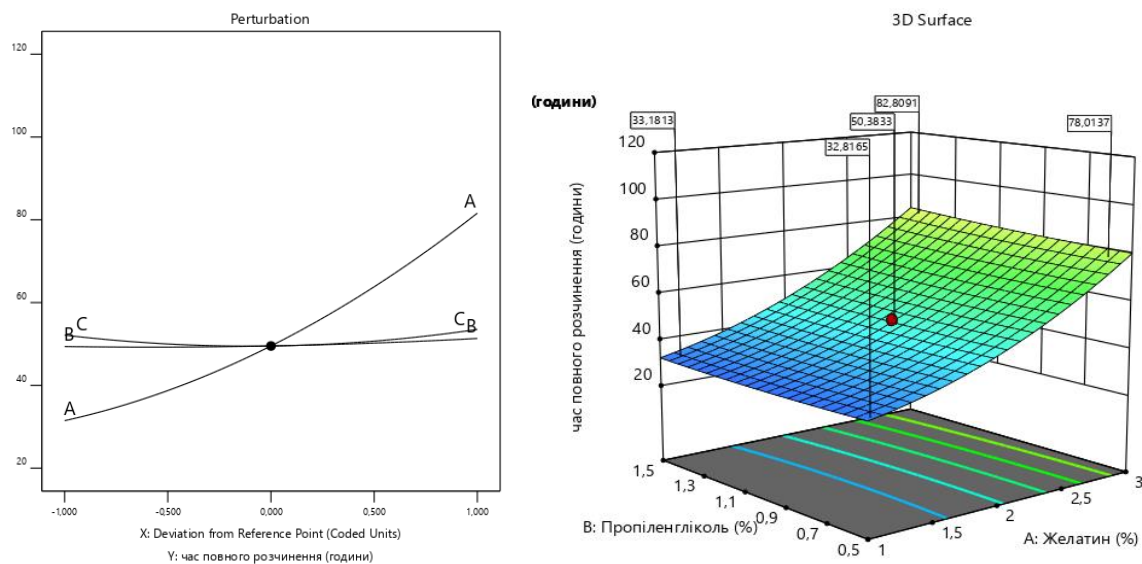 Perturbation
120
100
80
60
40
20
A
C
B
C
B
A
-1,000
-0,500
0,000
0,500
1,000
X: Deviation from Reference Point (Coded Units)
Y: час повного розчинення (години)
3D Surface
(години)
33,1813
82,8091
50,3833
32,8165
78,0137
120
100
80
60
40
20
час повного розчинення (години)
1,5
1,3
1,1
0,9
0,7
0,5
B: Пропіленгліколь (%)
1
1,5
2
2,5
3
A: Желатин (%)